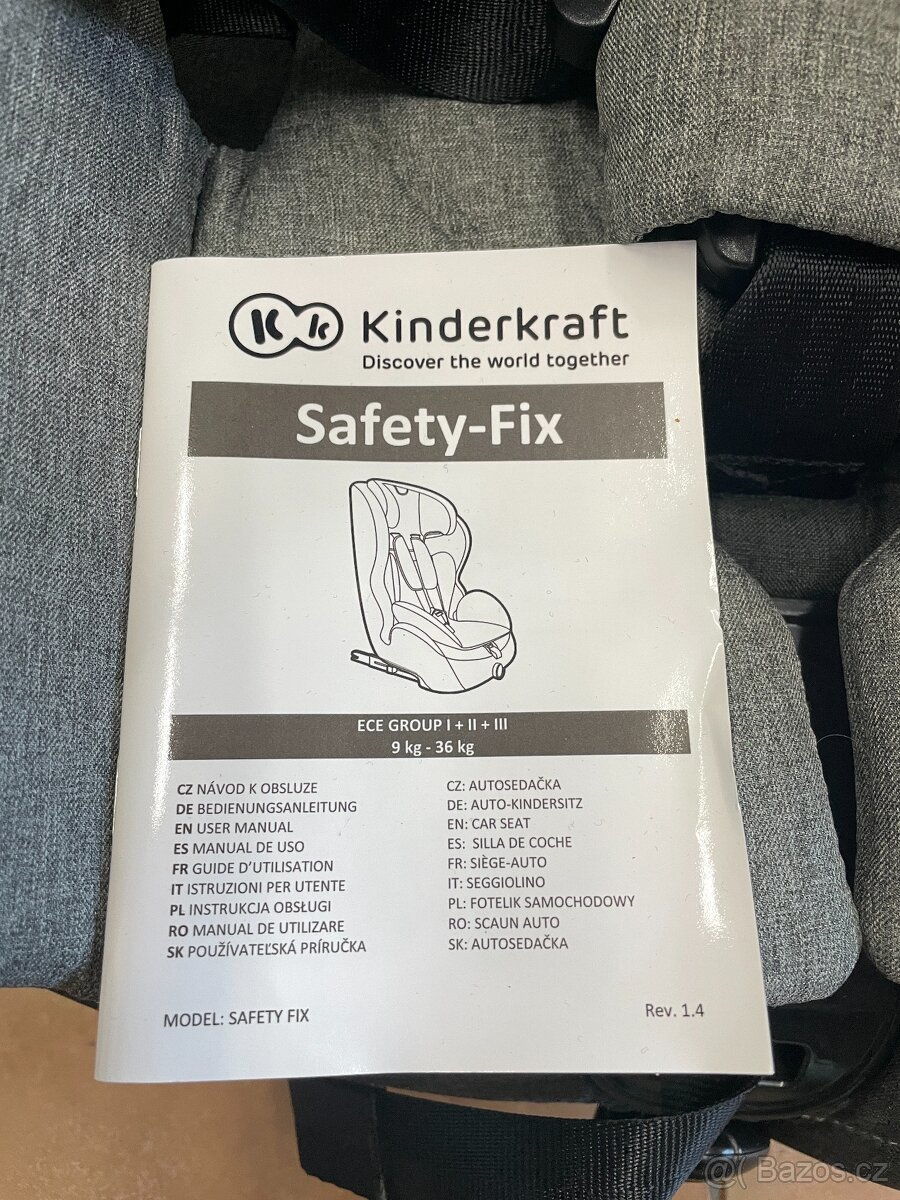 K k Kinderkraft
Discover the world together
Safety-Fix
ECE GROUP I + II + III
9 kg - 36 kg
CZ NÁVOD K OBSLUZE
DE BEDIENUNGSANLEITUNG
EN USER MANUAL
ES MANUAL DE USO
FR GUIDE D'UTILISATION
IT ISTRUZIONI PER UTENTE
PL INSTRUKCJA OBSŁUGI
RO MANUAL DE UTILIZARE
SK POUŽÍVATEĽSKÁ PRÍRUČKA
CZ: AUTOSEDAČKA
DE: AUTO-KINDERSITZ
EN: CAR SEAT
ES: SILLA DE COCHE
FR: SIÈGE-AUTO
IT: SEGGIOLINO
PL: FOTELIK SAMOCHODOWY
RO: SCAUN AUTO
SK: AUTOSEDAČKA
MODEL: SAFETY FIX
Rev. 1.4
Bazos.cz